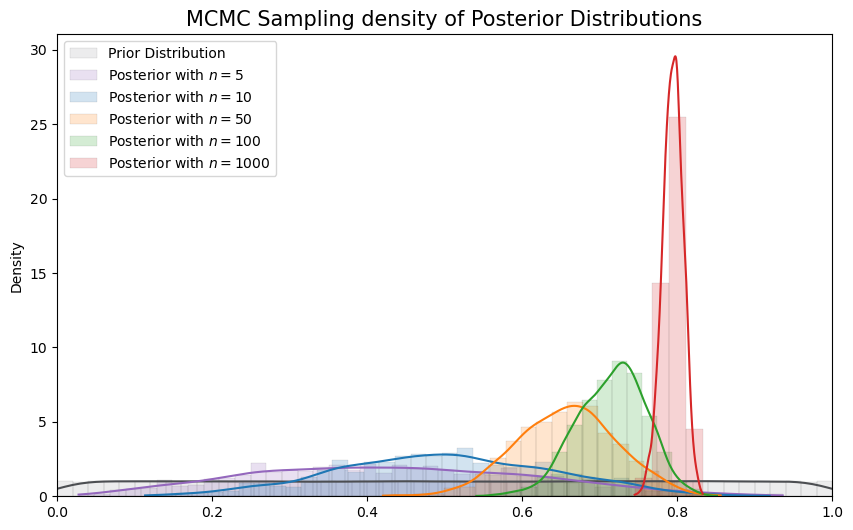 MCMC Sampling density of Posterior Distributions
30
25
20
15
10
5
0
Density
Prior Distribution
Posterior with n = 5
Posterior with n = 10
Posterior with n = 50
Posterior with n = 100
Posterior with n = 1000
0.0 0.2 0.4 0.6 0.8 1.0